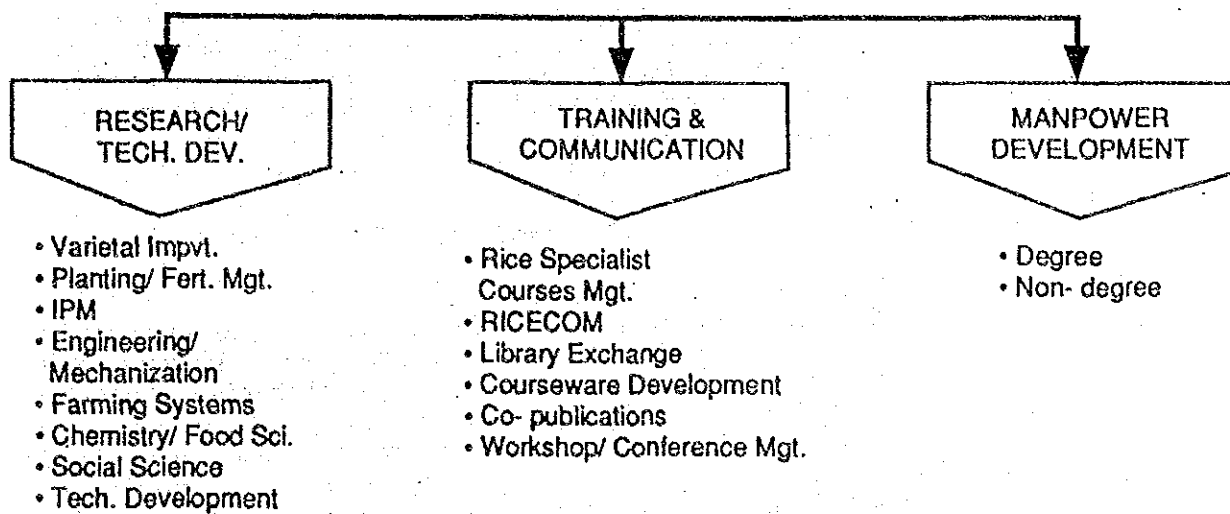 RESEARCH/
TECH. DEV.
• Varietal Impvt.
• Planting/ Fert. Mgt.
• IPM
• Engineering/
Mechanization
• Farming Systems
• Chemistry/ Food Sci.
• Social Science
• Tech. Development
TRAINING &
COMMUNICATION
• Rice Specialist
Courses Mgt.
• RICECOM
• Library Exchange
• Courseware Development
• Co- publications
• Workshop/ Conference Mgt.
MANPOWER
DEVELOPMENT
• Degree
• Non- degree